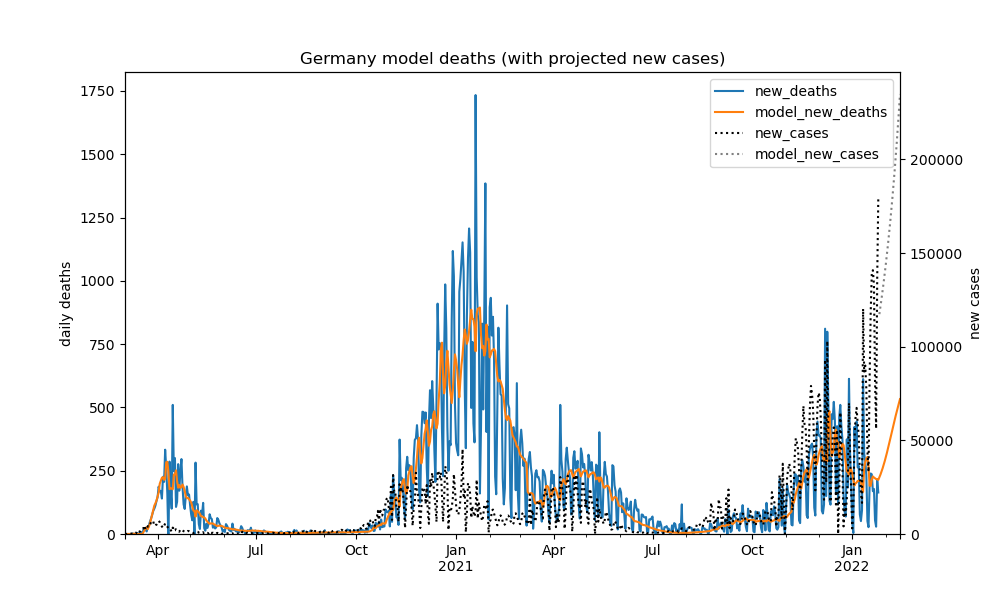 Germany model deaths (with projected new cases)
1750
1500
1250
1000
750
500
250
0
daily deaths
new_deaths
model_new_deaths
new_cases
model_new_cases
200000
150000
100000
50000
0
new cases
Apr
Jul
Oct
Jan
2021
Apr
Jul
Oct
Jan
2022